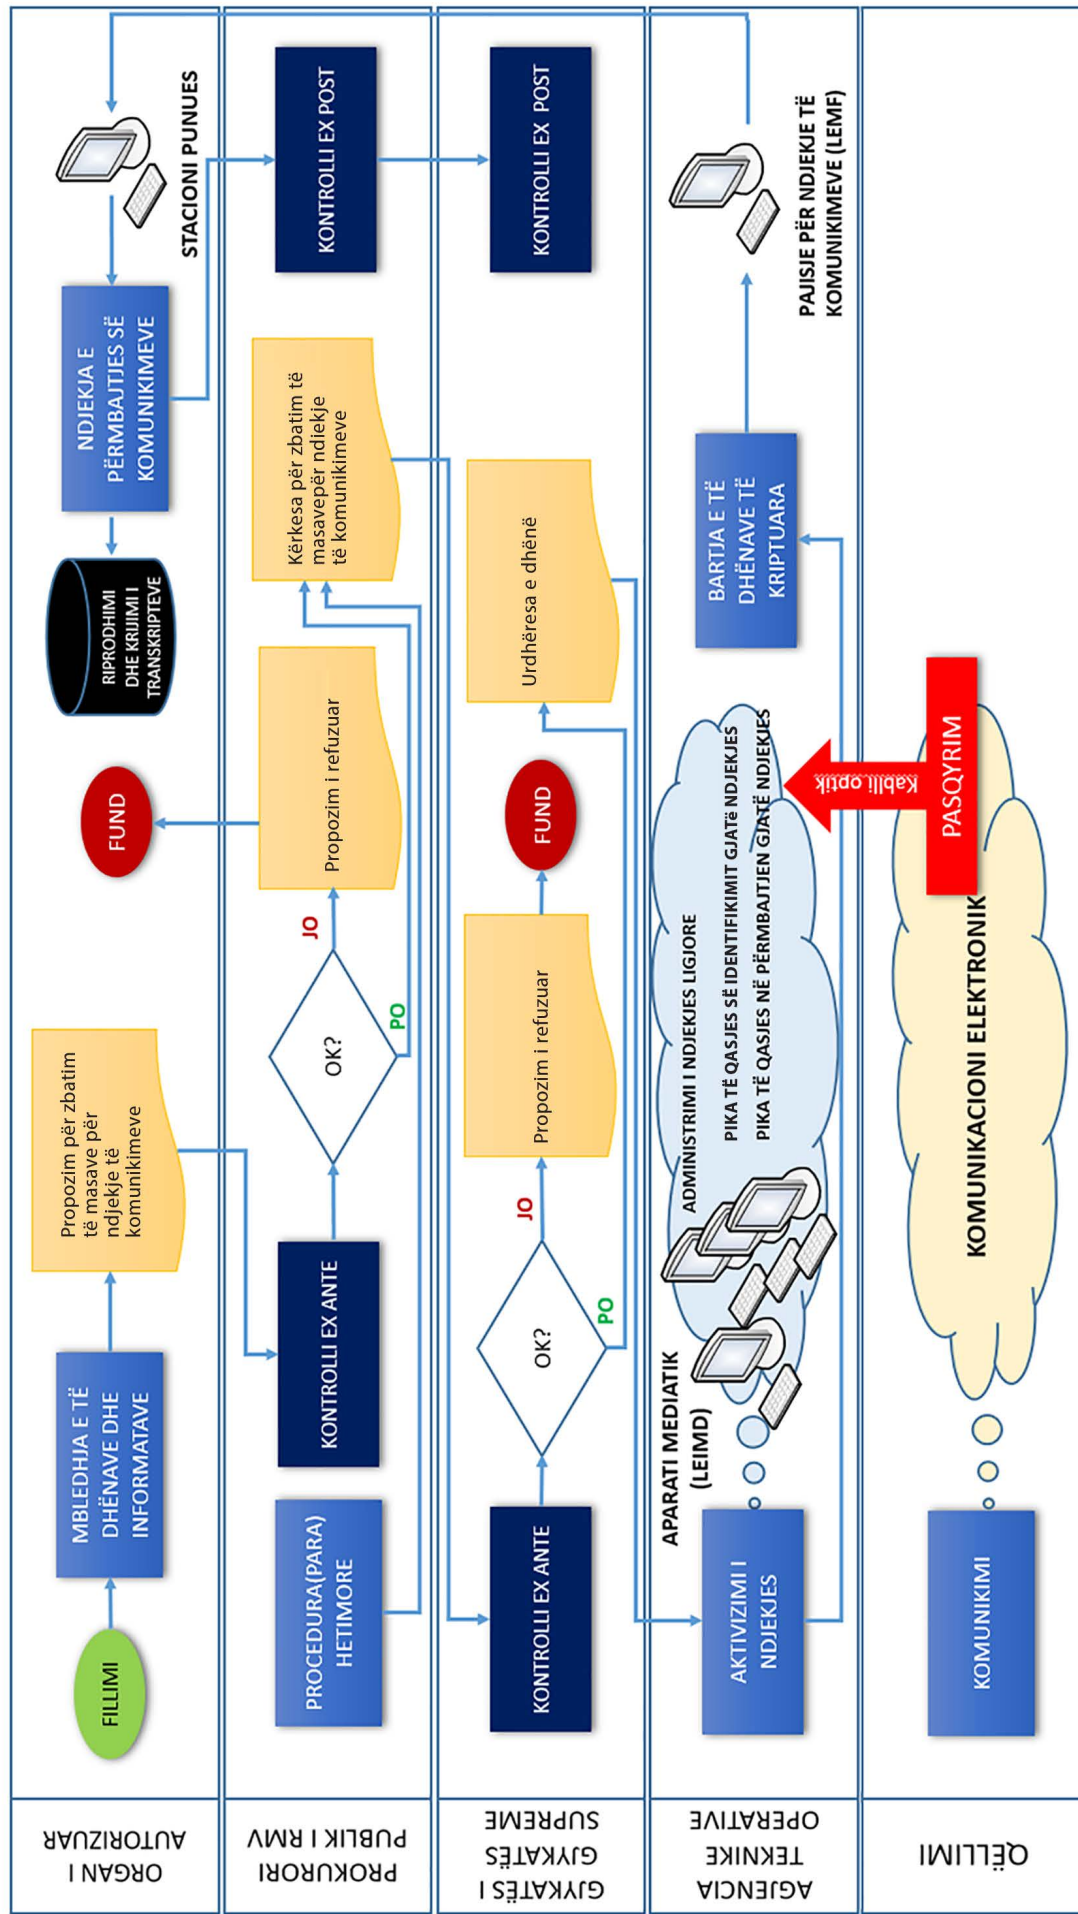 ORGAN I
AUTORIZUAR
FILLIMI
MBLEDHJA E TË
DHËNAVE DHE
INFORMATAVE
Propozim për zbatim
të masave për
ndjekje të
komunikimeve
FUND
RIPRODHIMI
DHE KRIJIMI I
TRANSKRIPTEVE
NDJEKJA E
PËRMBAJTJES SË
KOMUNIKIMEVE
STACIONI PUNUES
PROKURORI
PUBLIK I RMV
PROCEDURA(PARA)
HETIMORE
KONTROLLI EX ANTE
OK?
JO
PO
Propozim i refuzuar
Kërkesa për zbatim të
masavepër ndiekje
të komunikimeve
KONTROLLI EX POST
GJYKATËS I
GJYKATËS
SUPREME
KONTROLLI EX ANTE
OK?
JO
PO
Propozim i refuzuar
FUND
Urdhëresa e dhënë
KONTROLLI EX POST
AGJENCIA
TEKNIKE
OPERATIVE
AKTIVIZIMI I
NDJEKJES
APARATI MEDIATIK
(LEIMD)
ADMINISTRIMI I NDJEKJES LIGJORE
PIKA TË QASJES SË IDENTIFIKIMIT GJATë NDJEKJES
PIKA TË QASJES NË PËRMBAJTJEN GJATË NDJEKJES
BARTJA E TË
DHËNAVE TË
KRIPTUARA
PAJISJE PËR NDJEKJE TË
KOMUNIKIMEVE (LEMF)
QËLLIMI
KOMUNIKIMI
KOMUNIKACIONI ELEKTRONIK
Kablli optik
PASQYRIM